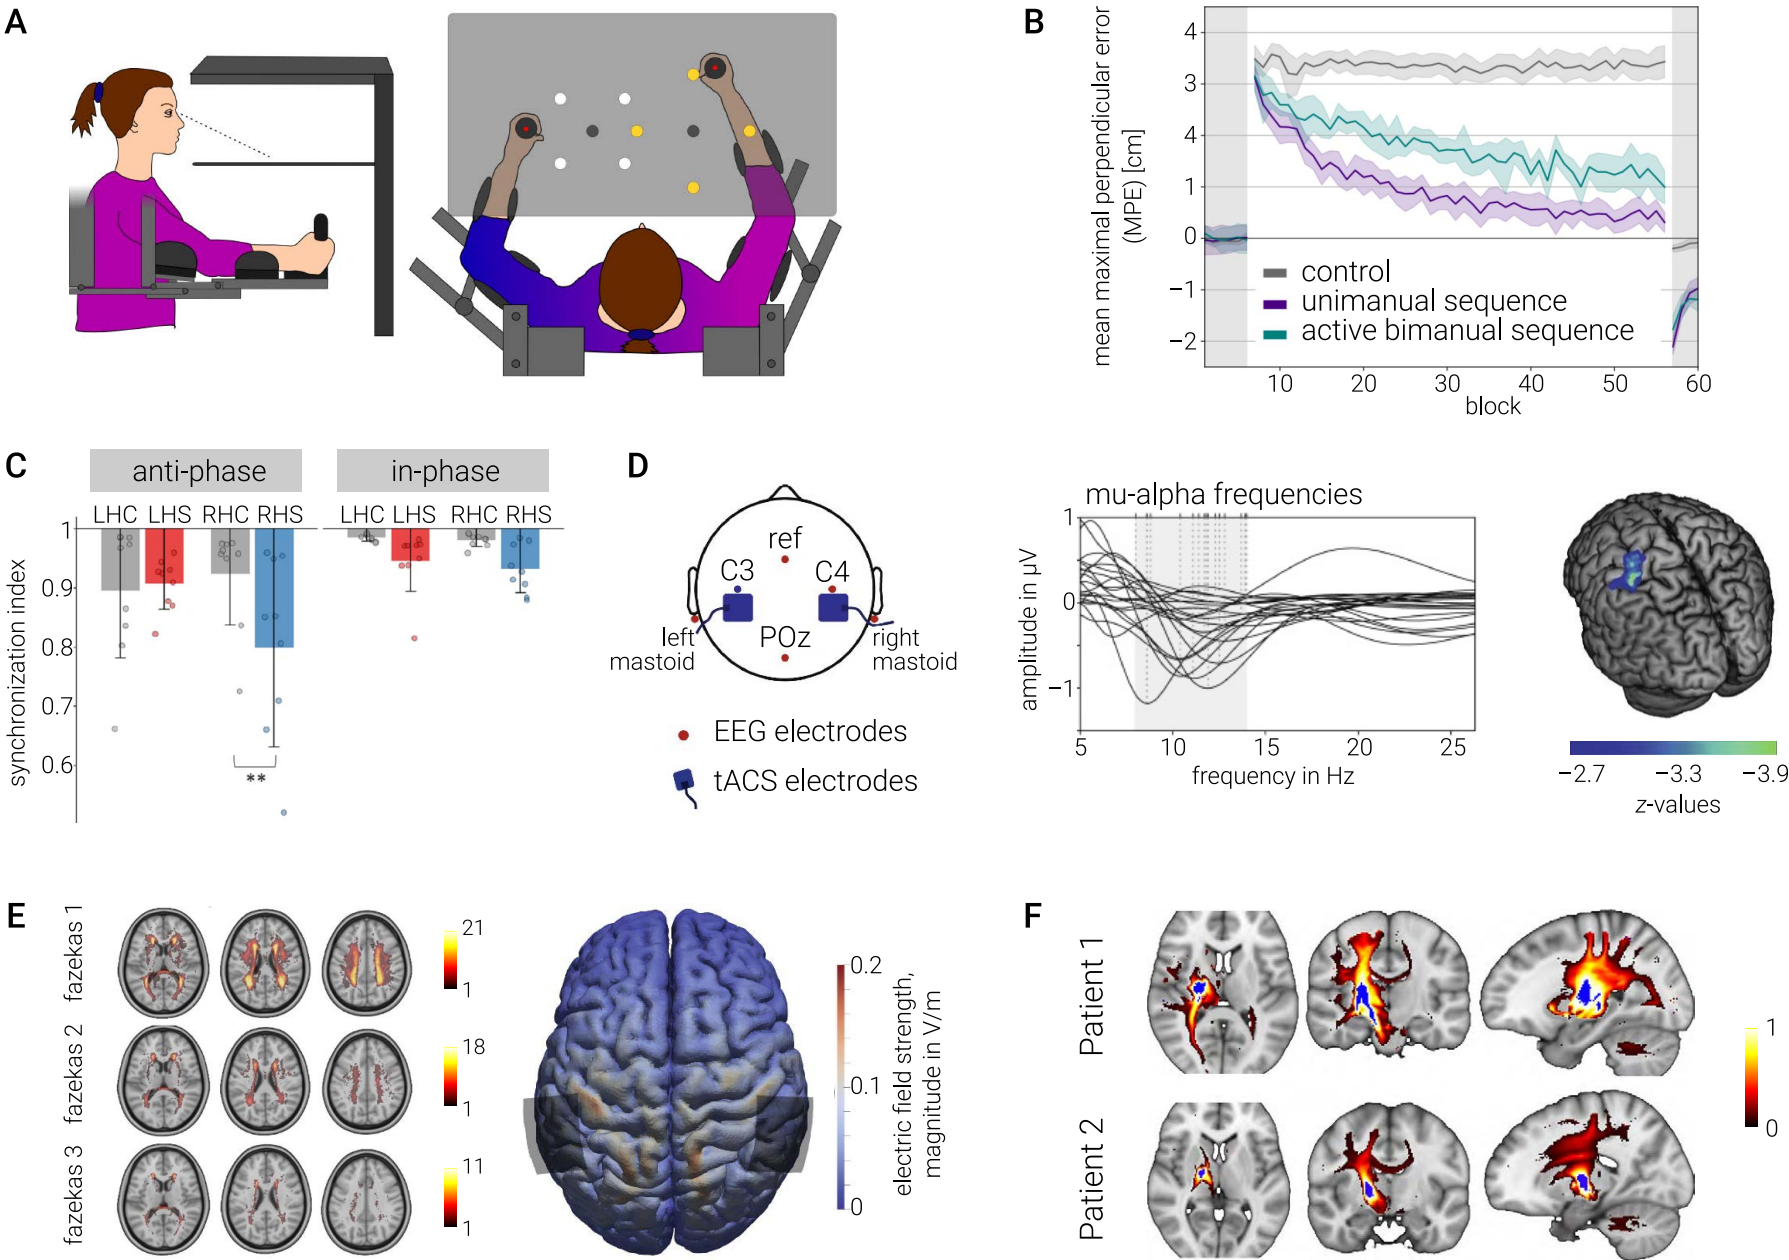 A
B
mean maximal perpendicular error
(MPE) [cm]
4
3
4
1
0
−1
−2
control
unimanual sequence
active bimanual sequence
10
20
30
40
50
60
block
C
anti-phase
in-phase
LHC
LHS
RHC
RHS
LHC
LHS
RHC
RHS
synchronization index
1
0.9
0.8
0.7
0.6
**
D
ref
C3
C4
POz
left
mastoid
right
mastoid
EEG electrodes
tACS electrodes
mu-alpha frequencies
amplitude in µV
1
0
−1
5
10
15
20
25
frequency in Hz
−2.7
−3.3
−3.9
z-values
E
fazekas 1
21
1
fazekas 2
18
1
fazekas 3
11
1
0.2
0.1
0
electric field strength,
magnitude in V/m
F
Patient 1
Patient 2
1
0